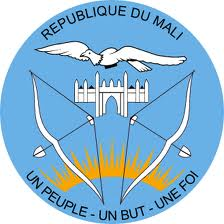 REPUBLIQUE DU MALI
UN PEUPLE - UN BUT - UNE FOI